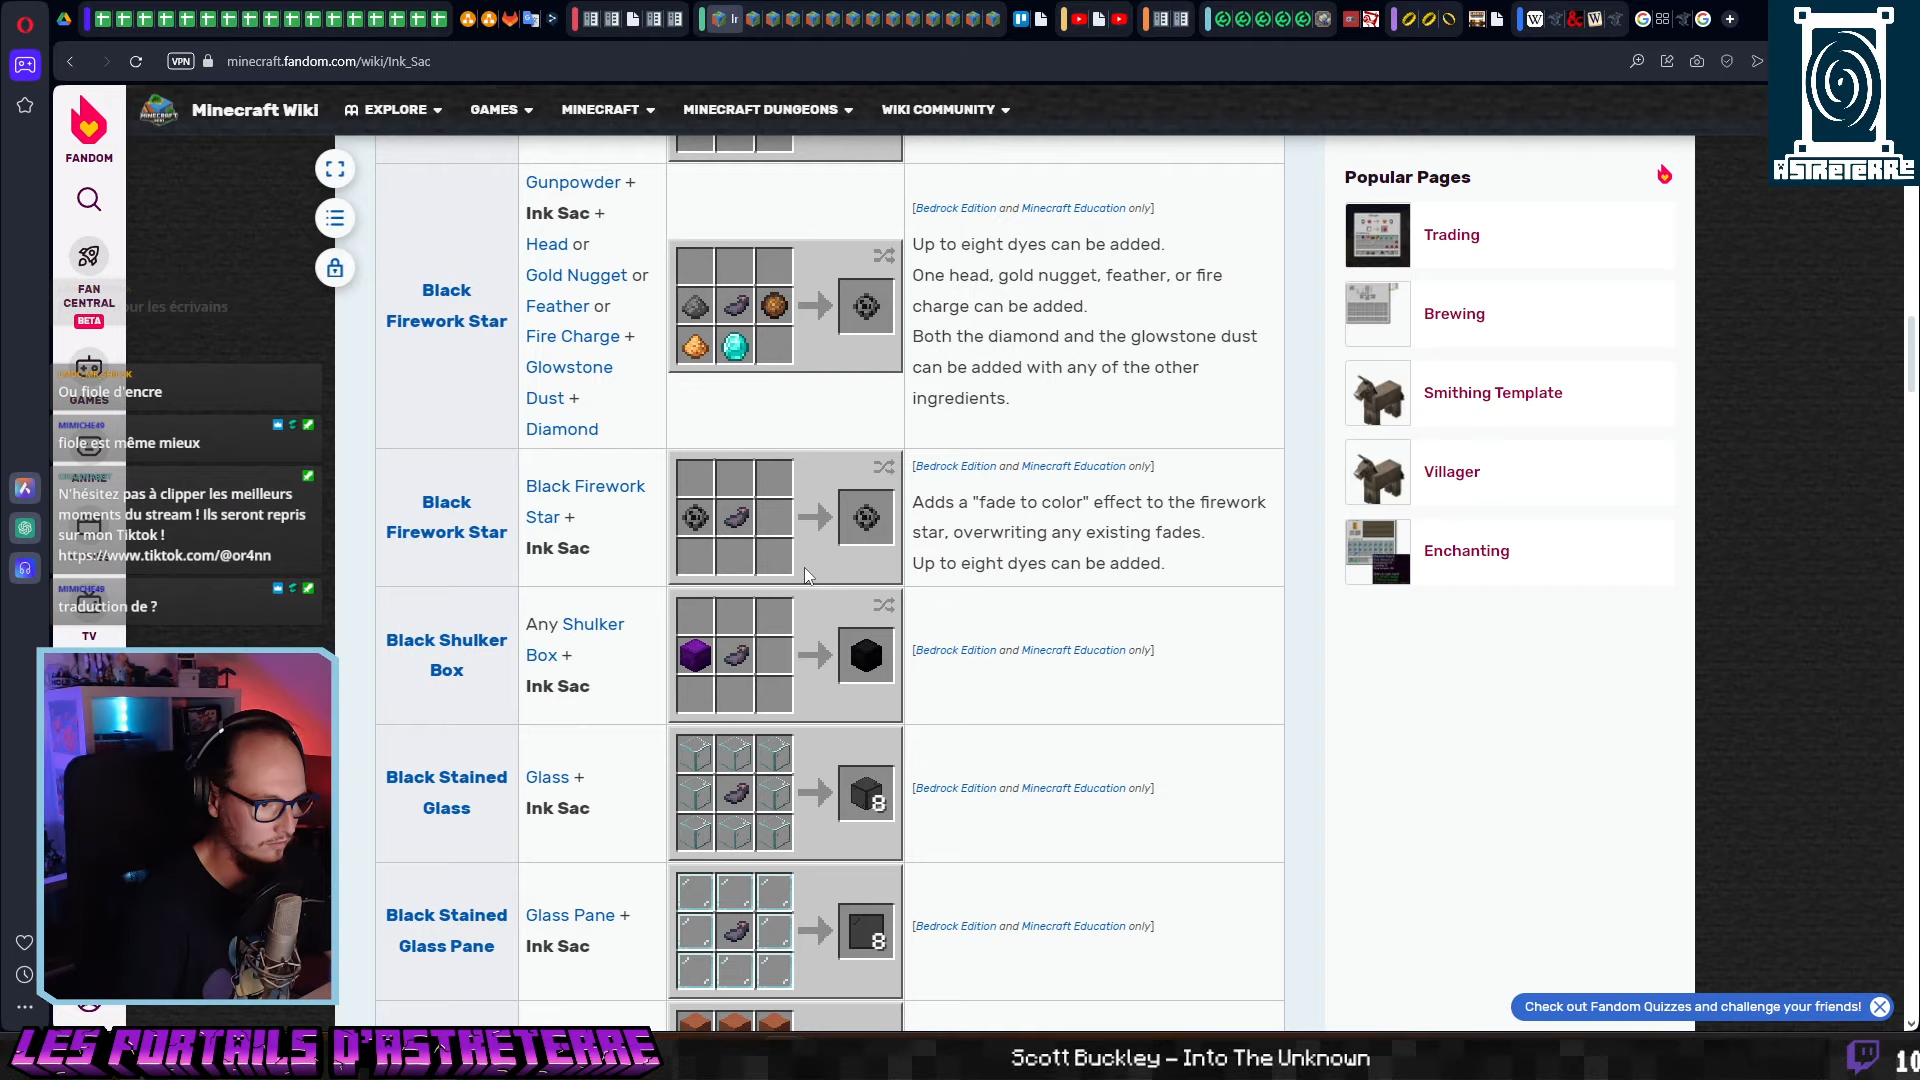 VPN
minecraft.fandom.com/wiki/Ink_Sac
Minecraft Wiki
EXPLORE
GAMES
MINECRAFT
MINECRAFT DUNGEONS
WIKI COMMUNITY
ASTRETERRE
FANDOM
FAN CENTRAL
BETA
GAMES
ANIME
TV
our les écrivains
Ou fiole d'encre
MIMICHE49
fiole est même mieux
N'hésitez pas à clipper les meilleurs
moments du stream ! Ils seront repris
sur mon Tiktok !
https://www.tiktok.com/@or4nn
MIMICHE49
traduction de ?
Black
Firework Star
Gunpowder +
Ink Sac +
Head or
Gold Nugget or
Feather or
Fire Charge +
Glowstone
Dust +
Diamond
[Bedrock Edition and Minecraft Education only]
Up to eight dyes can be added.
One head, gold nugget, feather, or fire
charge can be added.
Both the diamond and the glowstone dust
can be added with any of the other
ingredients.
Black
Firework Star
Black Firework
Star +
Ink Sac
[Bedrock Edition and Minecraft Education only]
Adds a "fade to color" effect to the firework
star, overwriting any existing fades.
Up to eight dyes can be added.
Black Shulker
Box
Any Shulker
Box +
Ink Sac
[Bedrock Edition and Minecraft Education only]
Black Stained
Glass
Glass +
Ink Sac
8
[Bedrock Edition and Minecraft Education only]
Black Stained
Glass Pane
Glass Pane +
Ink Sac
8
[Bedrock Edition and Minecraft Education only]
Popular Pages
Trading
Brewing
Smithing Template
Villager
Enchanting
Check out Fandom Quizzes and challenge your friends!
LES PORTAILS D'ASTRETERRE
Scott Buckley – Into The Unknown
10